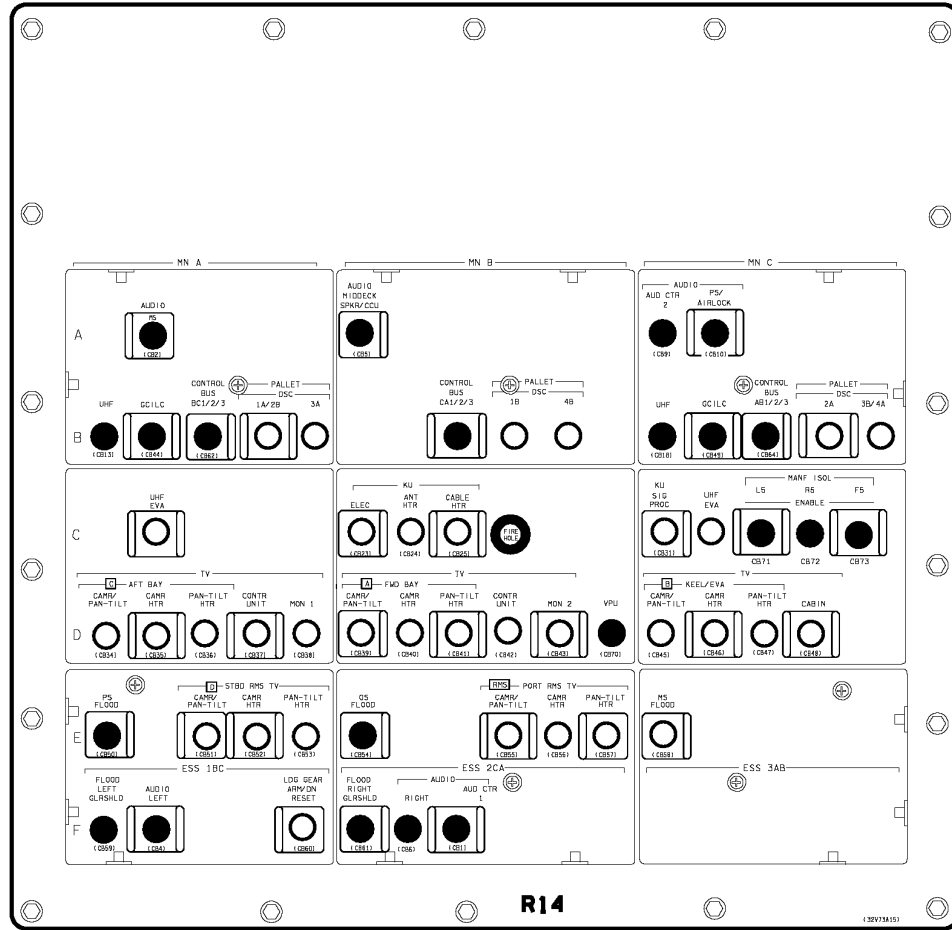 MN A MN B MN C
A
AUDIO
MS
(CB2)
AUDIO
MIDDECK
SPKR/CCU
(CB5)
AUDIO
AUD CTR
2
(CB9)
PS/
AIRLOCK
(CB10)
B
UHF
(CB13)
GCILC
(CB44)
CONTROL
BUS
BC1/2/3
(CB62)
PALLET
DSC
1A/2B 3A
CONTROL
BUS
CA1/2/3
PALLET
DSC
1B 4B
UHF
(CB18)
GCILC
(CB49)
CONTROL
BUS
AB1/2/3
(CB64)
PALLET
DSC
2A 3B/4A
C
UHF
EVA
KU
ELEC
(CB23)
ANT
HTR
(CB24)
CABLE
HTR
(CB25)
FIRE
HOLE
KU
SIG
PROC
(CB31)
UHF
EVA
MANF ISOL
L5 R5 F5
ENABLE
CB71 CB72 CB73
D
TV
C AFT BAY
CAMR/
PAN-TILT
(CB34)
CAMR
HTR
(CB35)
PAN-TILT
HTR
(CB36)
CONTR
UNIT
(CB37)
MON 1
(CB38)
TV
A FWD BAY
CAMR/
PAN-TILT
(CB39)
CAMR
HTR
(CB40)
PAN-TILT
HTR
(CB41)
CONTR
UNIT
(CB42)
MON 2
(CB43)
VPU
(CB70)
TV
B KEEL/EVA
CAMR/
PAN-TILT
(CB45)
CAMR
HTR
(CB46)
PAN-TILT
HTR
(CB47)
CABIN
(CB48)
E
PS
FLOOD
(CB50)
D STBD RMS TV
CAMR/
PAN-TILT
(CB51)
CAMR
HTR
(CB52)
PAN-TILT
HTR
(CB53)
OS
FLOOD
(CB54)
RMS PORT RMS TV
CAMR/
PAN-TILT
(CB55)
CAMR
HTR
(CB56)
PAN-TILT
HTR
(CB57)
MS
FLOOD
(CB58)
ESS 1BC ESS 2CA ESS 3AB
F
FLOOD
LEFT
GLRSHLD
(CB59)
AUDIO
LEFT
(CB4)
LDG GEAR
ARM/DN
RESET
(CB60)
FLOOD
RIGHT
GLRSHLD
(CB61)
AUDIO
RIGHT
(CB6)
AUD CTR
1
(CB1)
R14
(32V73A15)